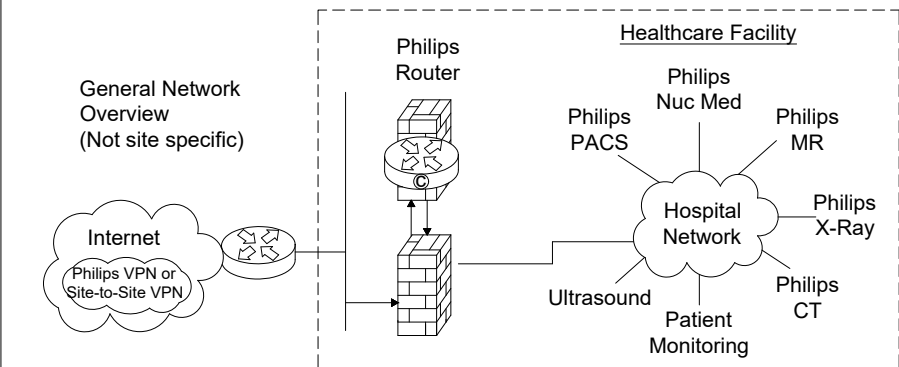 Healthcare Facility
General Network
Overview
(Not site specific)
Philips
Router
Philips
Nuc Med
Philips
PACS
Philips
MR
Internet
Philips VPN or
Site-to-Site VPN
C
Hospital
Network
Philips
X-Ray
Ultrasound
Patient
Monitoring
Philips
CT